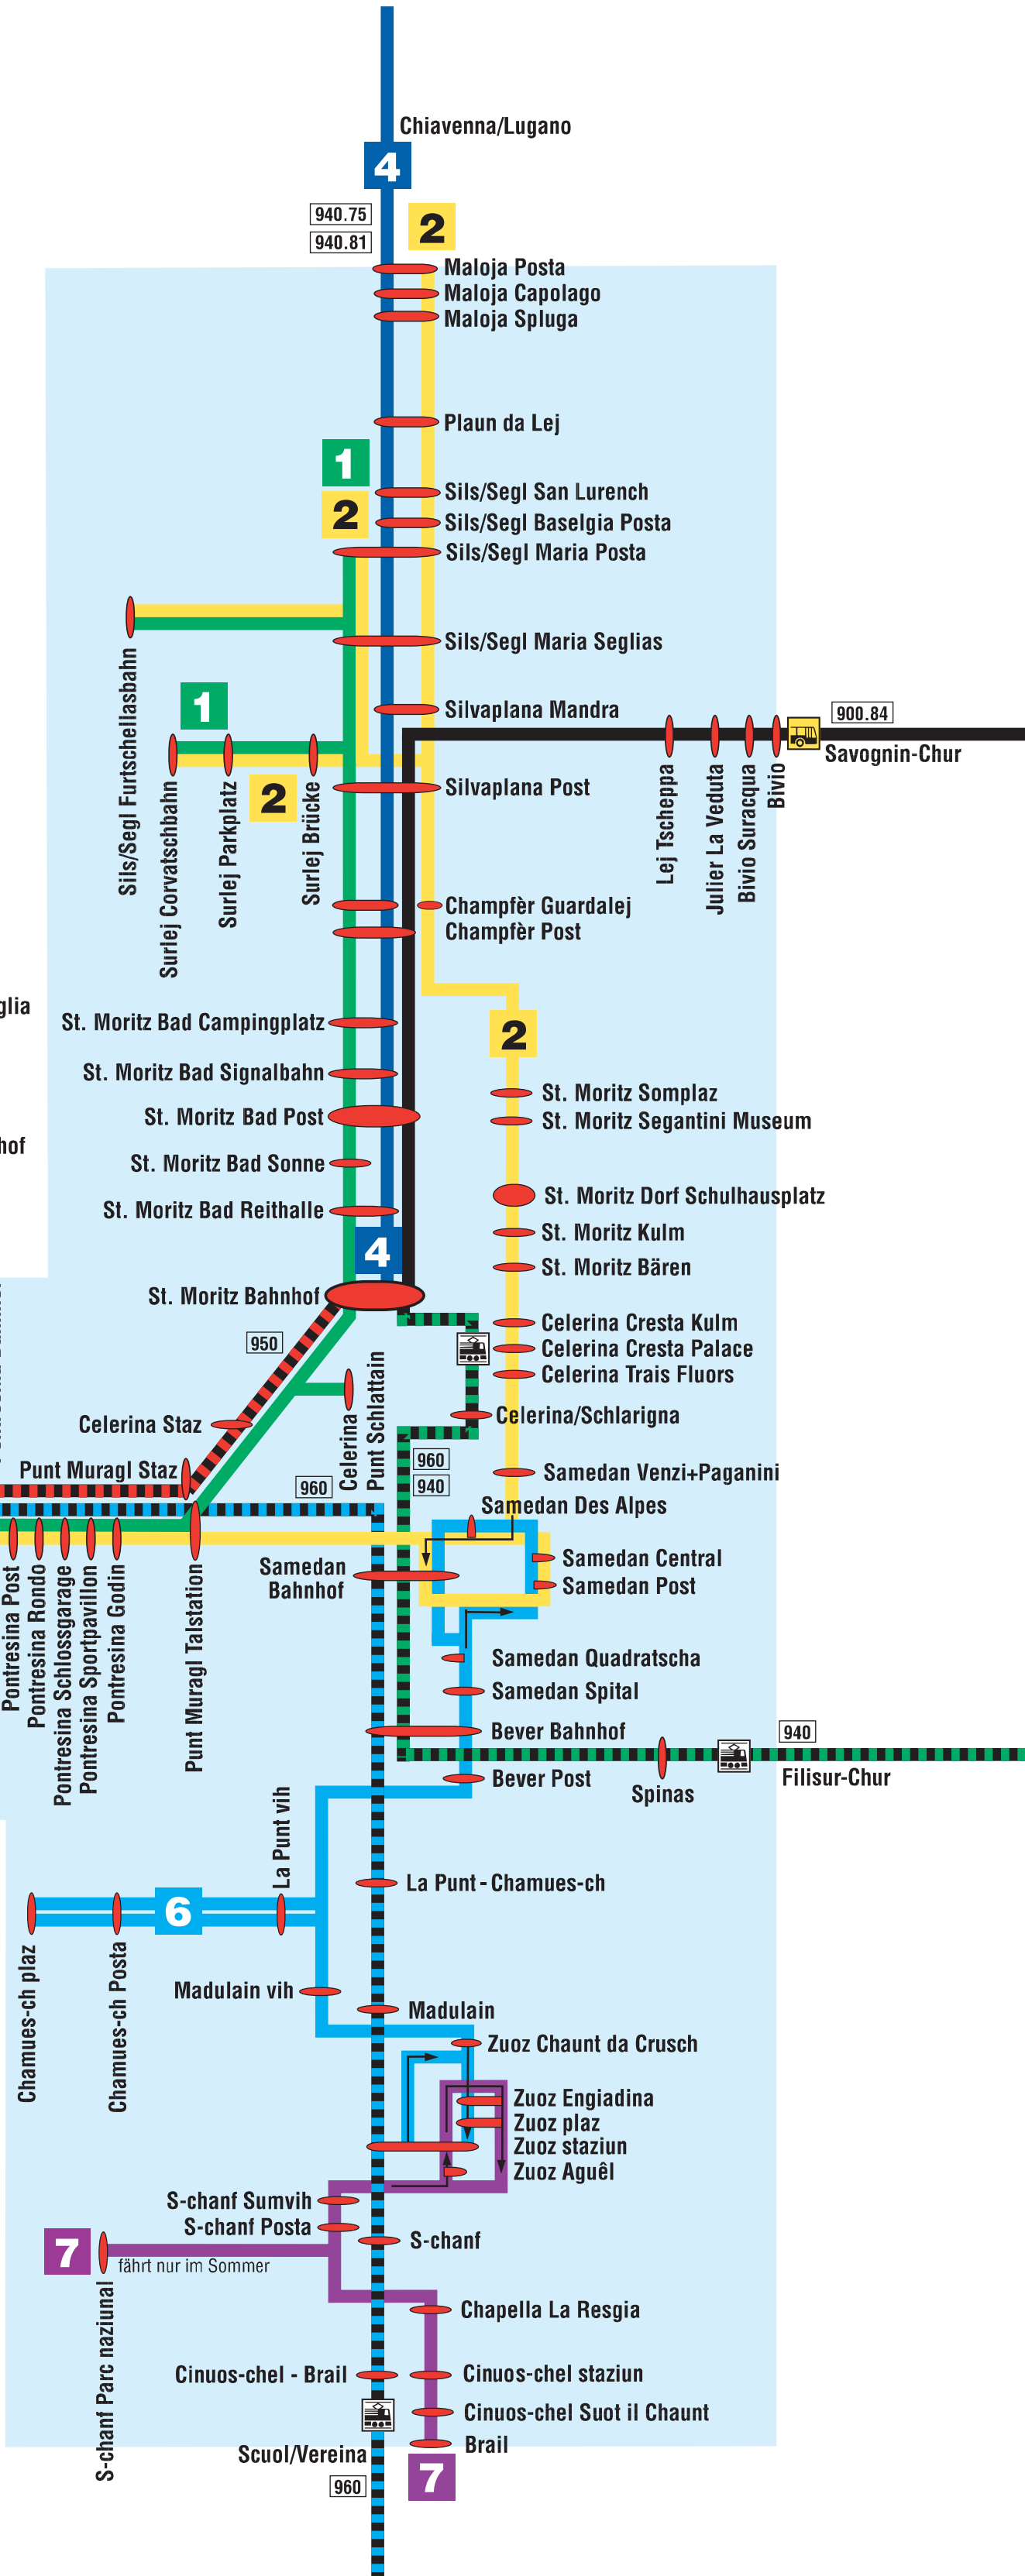 Chiavenna/Lugano
4
940.75
940.81
2
Maloja Posta
Maloja Capolago
Maloja Spluga
Plaun da Lej
1
2
Sils/Segl San Lurench
Sils/Segl Baselgia Posta
Sils/Segl Maria Posta
Sils/Segl Furtschellasbahn
Sils/Segl Maria Seglias
1
Silvaplana Mandra
900.84
Savognin-Chur
Surlej Corvatschbahn
Surlej Parkplatz
2
Surlej Brücke
Silvaplana Post
Lej Tscheppa
Julier La Veduta
Bivio Suracqua
Bivio
Champfèr Guardalej
Champfèr Post
glia
St. Moritz Bad Campingplatz
2
St. Moritz Bad Signalbahn
St. Moritz Somplaz
St. Moritz Bad Post
St. Moritz Segantini Museum
hof
St. Moritz Bad Sonne
St. Moritz Dorf Schulhausplatz
St. Moritz Bad Reithalle
St. Moritz Kulm
4
St. Moritz Bären
St. Moritz Bahnhof
950
Celerina Cresta Kulm
Celerina Cresta Palace
Celerina Trais Fluors
Celerina
Punt Schlattain
Celerina Staz
Celerina/Schlarigna
Punt Muragl Staz
960
960
940
Samedan Venzi+Paganini
Samedan Des Alpes
Samedan
Bahnhof
Samedan Central
Samedan Post
Pontresina Post
Pontresina Rondo
Pontresina Schlossgarage
Pontresina Sportpavillon
Pontresina Godin
Punt Muragl Talstation
Samedan Quadratscha
Samedan Spital
Bever Bahnhof
940
Bever Post
Spinas
Filisur-Chur
La Punt vih
La Punt - Chamues-ch
6
Chamues-ch plaz
Chamues-ch Posta
Madulain vih
Madulain
Zuoz Chaunt da Crusch
Zuoz Engiadina
Zuoz plaz
Zuoz staziun
Zuoz Aguêl
S-chanf Sumvih
S-chanf Posta
S-chanf
7
fährt nur im Sommer
S-chanf Parc naziunal
Chapella La Resgia
Cinuos-chel - Brail
Cinuos-chel staziun
Cinuos-chel Suot il Chaunt
Brail
Scuol/Vereina
960
7